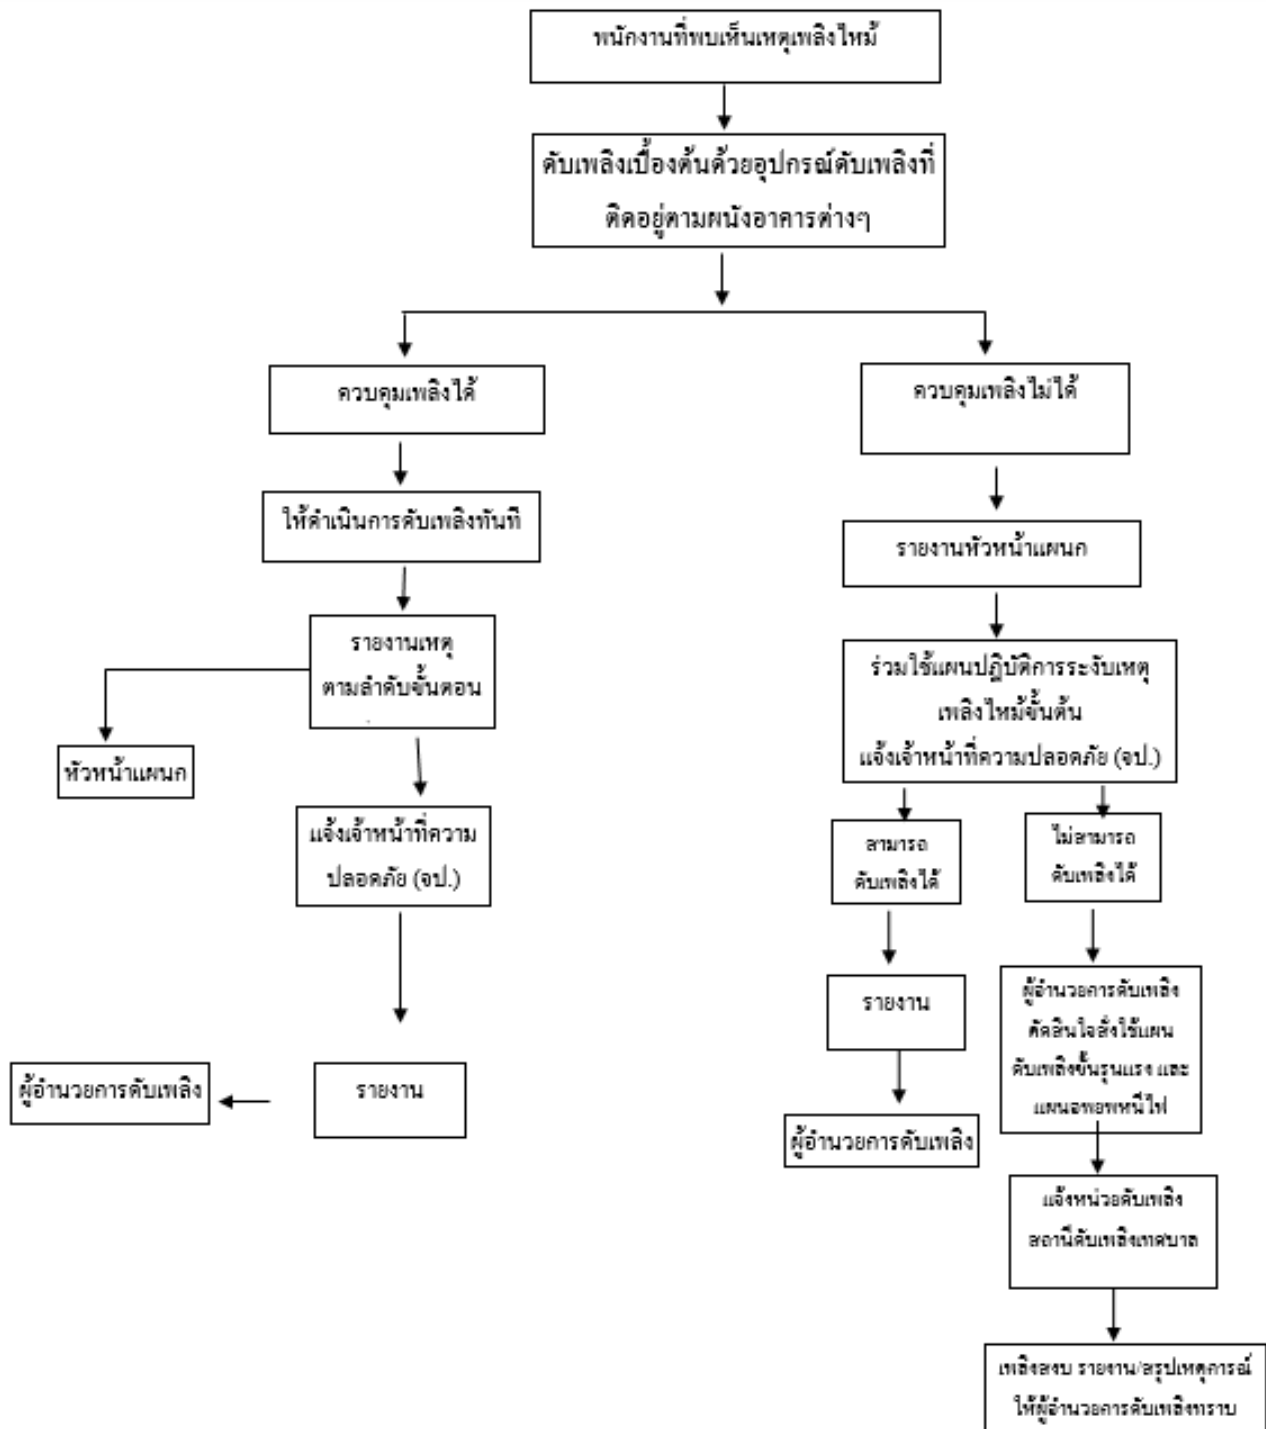 พนักงานที่พบเห็นเหตุเพลิงไหม้
ดับเพลิงเบื้องต้นด้วยอุปกรณ์ดับเพลิงที่
ติดอยู่ตามผนังอาคารต่างๆ
ควบคุมเพลิงได้
ให้ดำเนินการดับเพลิงทันที
รายงานเหตุ
ตามลำดับขั้นตอน
หัวหน้าแผนก
แจ้งเจ้าหน้าที่ความ
ปลอดภัย (จป.)
รายงาน
ผู้อำนวยการดับเพลิง
ควบคุมเพลิงไม่ได้
รายงานหัวหน้าแผนก
ร่วมใช้แผนปฏิบัติการระงับเหตุ
เพลิงไหม้ขั้นต้น
แจ้งเจ้าหน้าที่ความปลอดภัย (จป.)
สามารถ
ดับเพลิงได้
รายงาน
ผู้อำนวยการดับเพลิง
ไม่สามารถ
ดับเพลิงได้
ผู้อำนวยการดับเพลิง
ตัดสินใจสั่งใช้แผน
ดับเพลิงขั้นรุนแรง และ
แผนอพยพหนีไฟ
แจ้งหน่วยดับเพลิง
สถานีดับเพลิงเทศบาล
เพลิงสงบ รายงาน/สรุปเหตุการณ์
ให้ผู้อำนวยการดับเพลิงทราบ